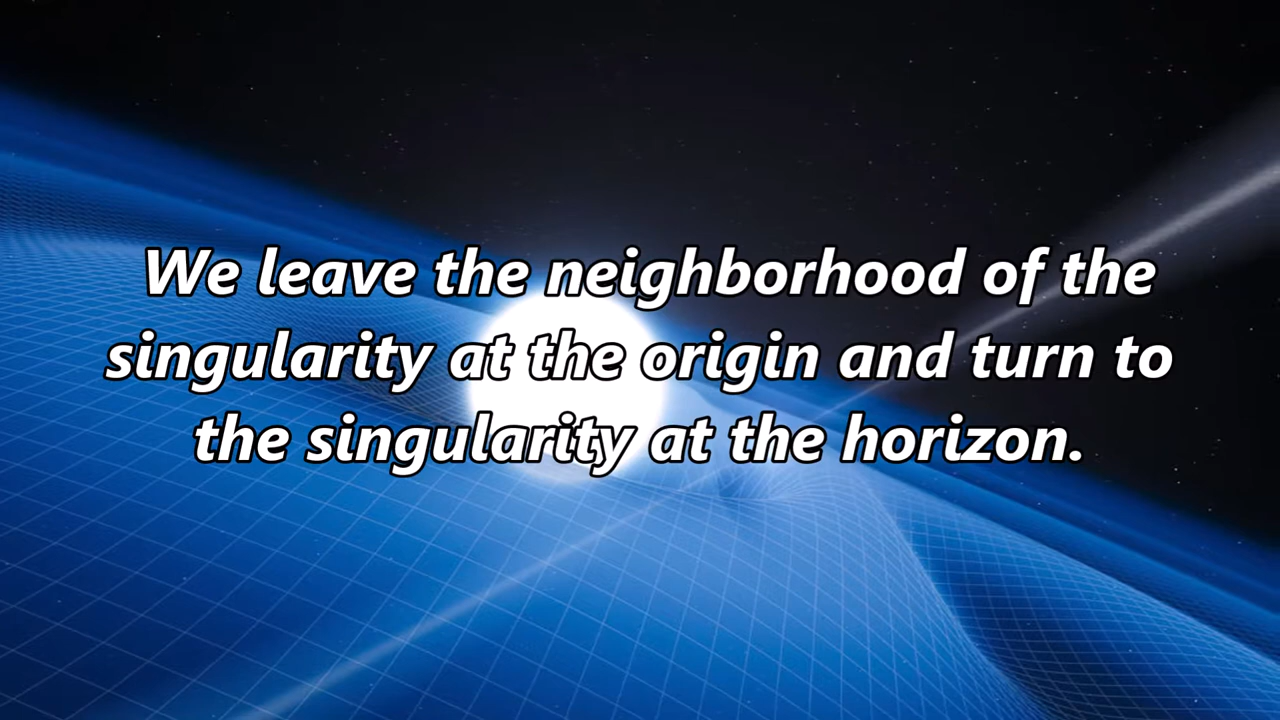 We leave the neighborhood of the
singularity at the origin and turn to
the singularity at the horizon.